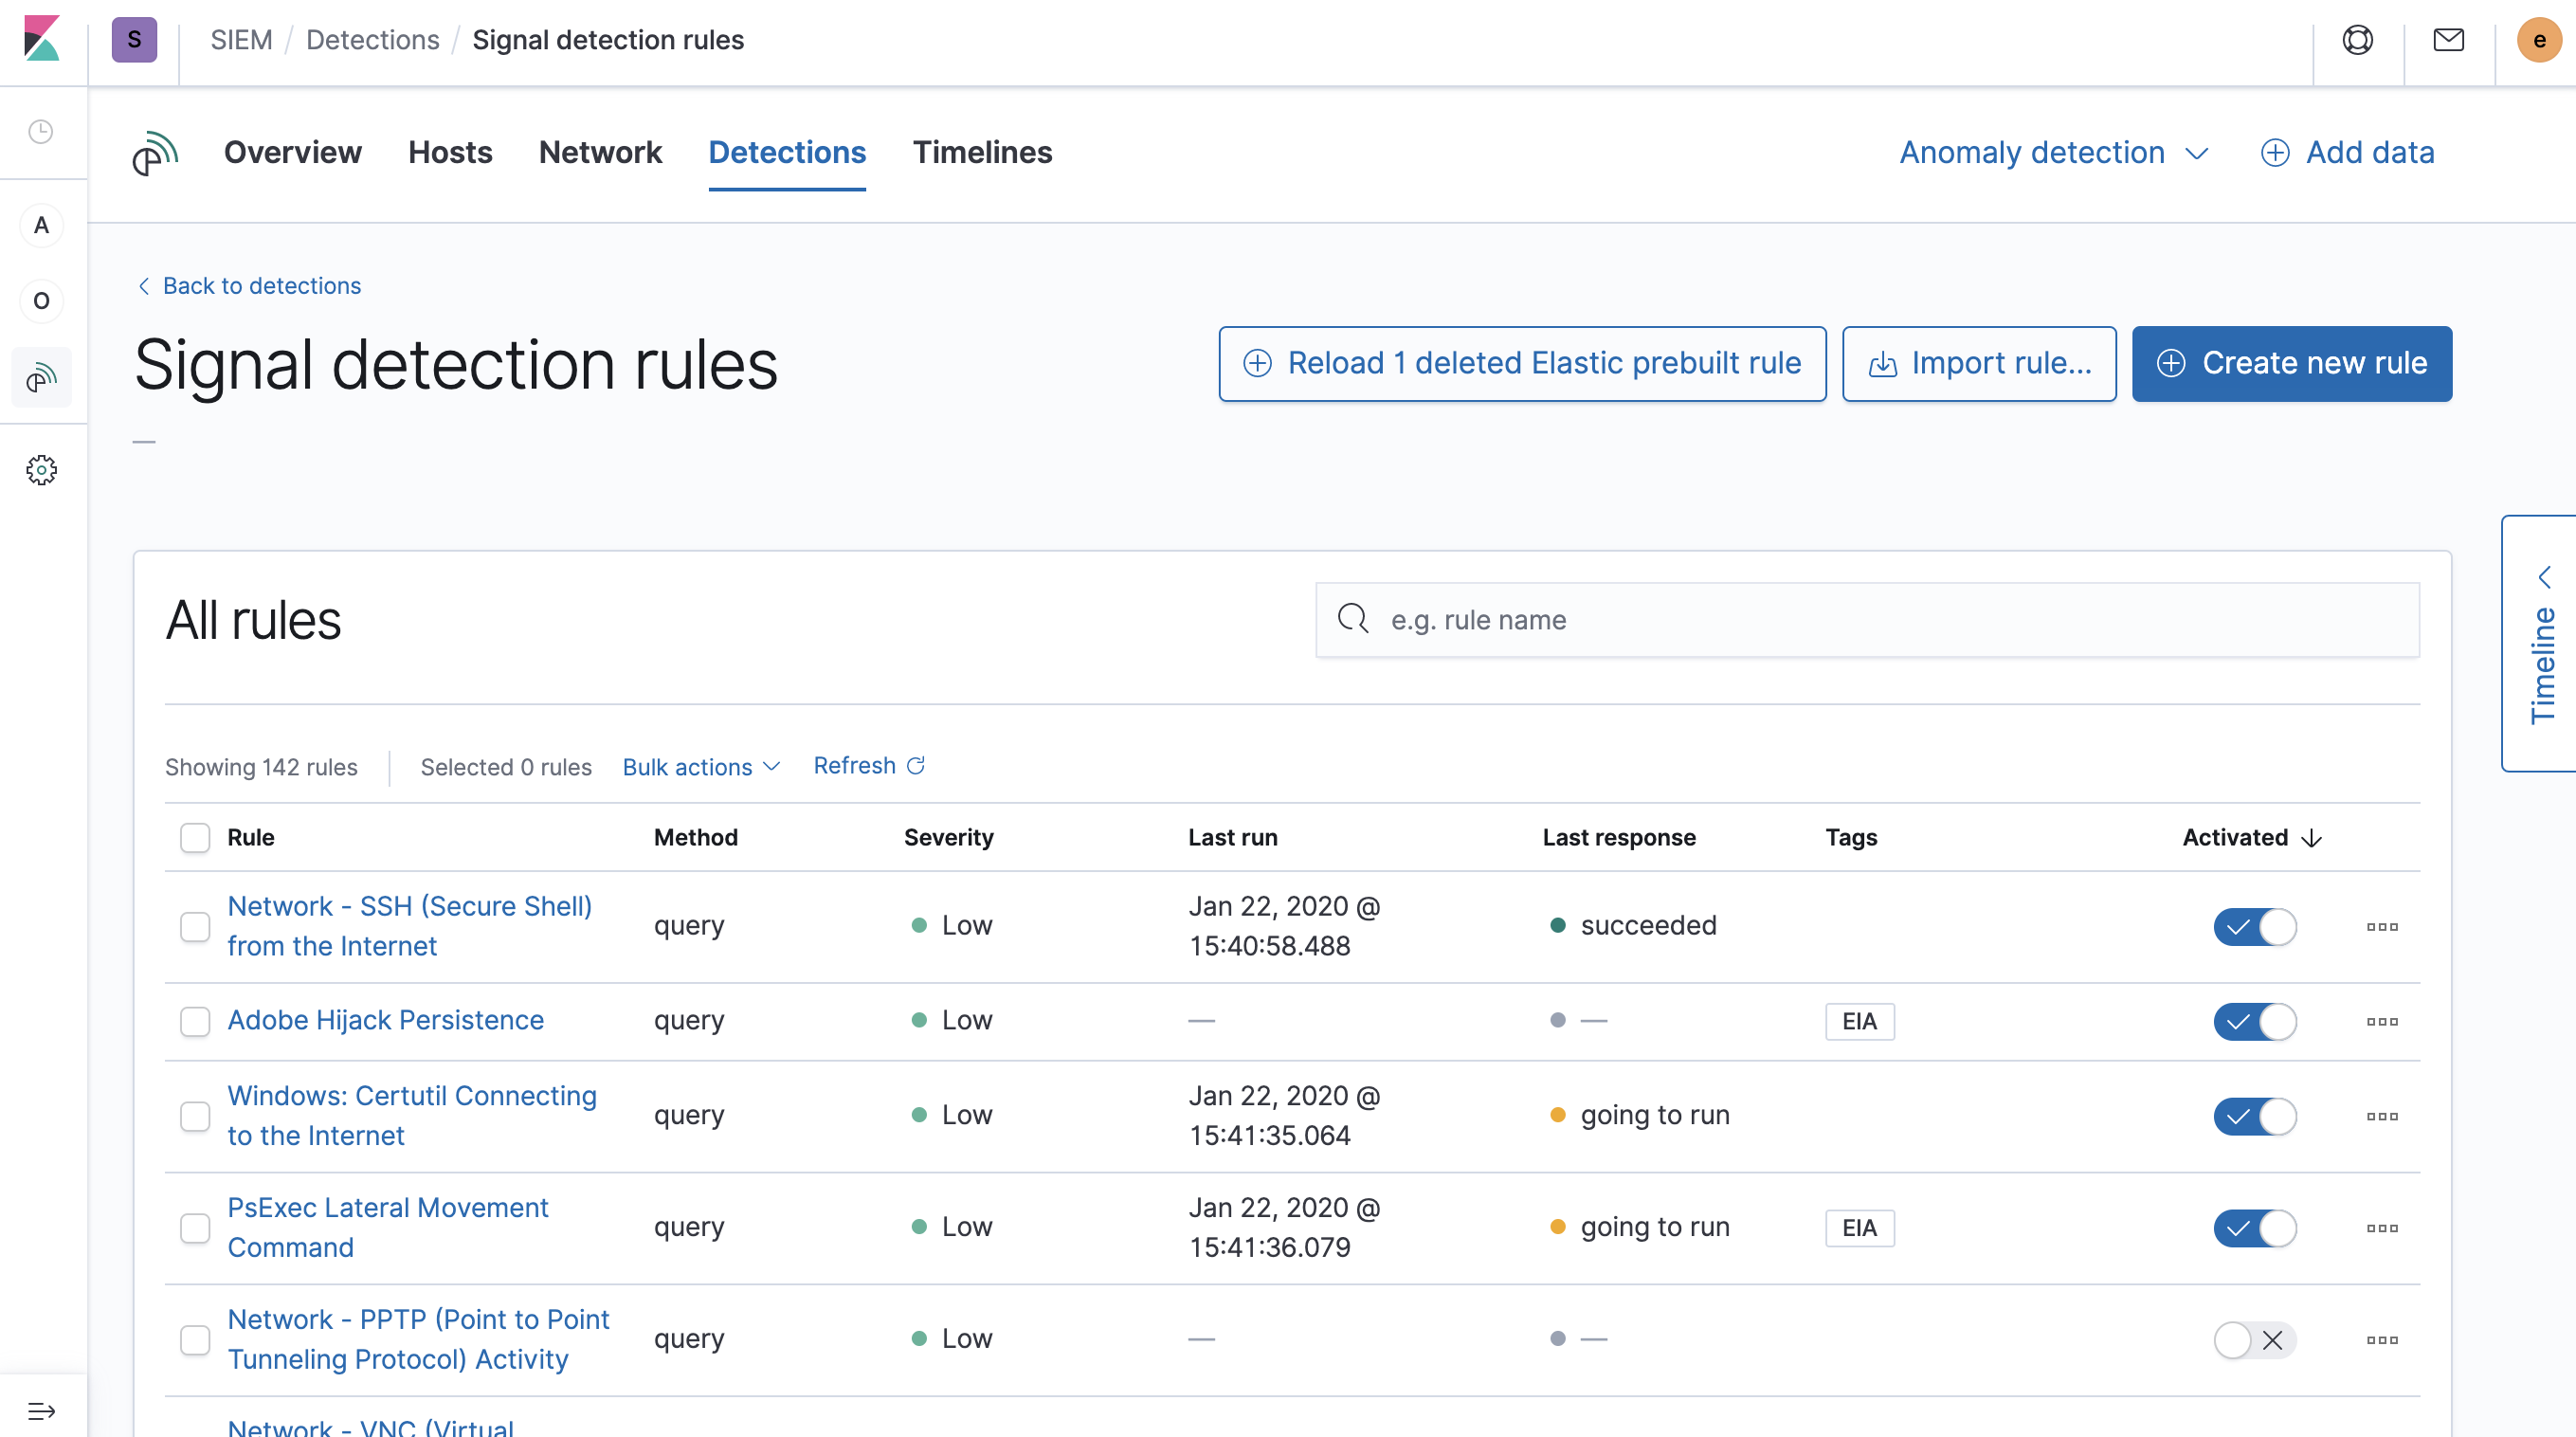 S SIEM / Detections / Signal detection rules e
Overview Hosts Network Detections Timelines Anomaly detection Add data
A
O
Back to detections
Signal detection rules
Reload 1 deleted Elastic prebuilt rule Import rule... Create new rule
—
Timeline
All rules
e.g. rule name
Showing 142 rules Selected 0 rules Bulk actions Refresh
Rule Method Severity Last run Last response Tags Activated
Network - SSH (Secure Shell)
from the Internet
query Low
Jan 22, 2020 @
15:40:58.488
succeeded
Adobe Hijack Persistence query Low — — EIA
Windows: Certutil Connecting
to the Internet
query Low
Jan 22, 2020 @
15:41:35.064
going to run
PsExec Lateral Movement
Command
query Low
Jan 22, 2020 @
15:41:36.079
going to run EIA
Network - PPTP (Point to Point
Tunneling Protocol) Activity
query Low — —
Network - VNC (Virtual